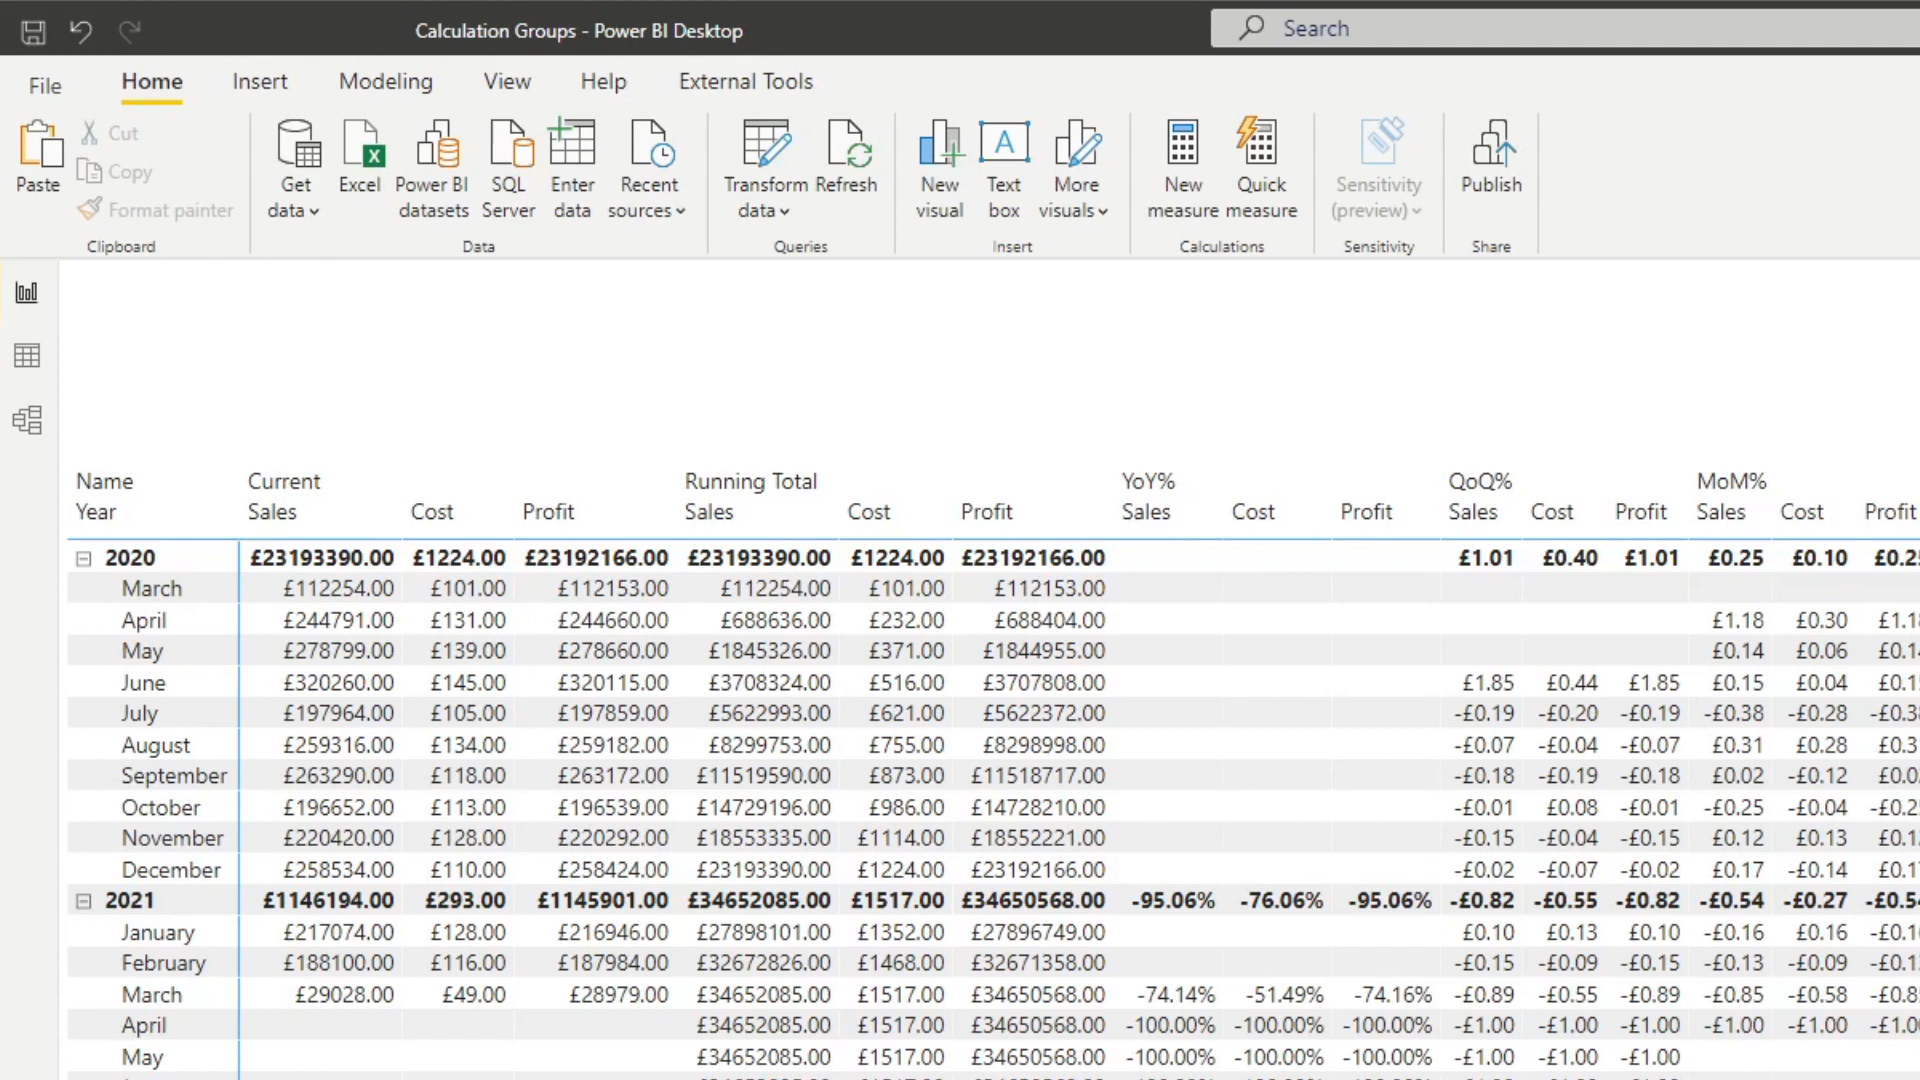 Calculation Groups - Power BI Desktop
Search
File Home Insert Modeling View Help External Tools
Paste
Cut
Copy
Format painter
Clipboard
Get data
Excel
Power BI datasets
SQL Server
Enter data
Recent sources
Data
Transform data
Refresh
Queries
New visual
Text box
More visuals
Insert
New measure
Quick measure
Calculations
Sensitivity (preview)
Sensitivity
Publish
Share
Name Current Running Total YoY% QoQ% MoM%
Year Sales Cost Profit Sales Cost Profit Sales Cost Profit Sales Cost Profit Sales Cost Profit
2020 £23193390.00 £1224.00 £23192166.00 £23193390.00 £1224.00 £23192166.00 £1.01 £0.40 £1.01 £0.25 £0.10
March £112254.00 £101.00 £112153.00 £112254.00 £101.00 £112153.00
April £244791.00 £131.00 £244660.00 £688636.00 £232.00 £688404.00 £1.18 £0.30
May £278799.00 £139.00 £278660.00 £1845326.00 £371.00 £1844955.00 £0.14 £0.06
June £320260.00 £145.00 £320115.00 £3708324.00 £516.00 £3707808.00 £1.85 £0.44 £1.85 £0.15 £0.04
July £197964.00 £105.00 £197859.00 £5622993.00 £621.00 £5622372.00 -£0.19 -£0.20 -£0.19 -£0.38 -£0.28
August £259316.00 £134.00 £259182.00 £8299753.00 £755.00 £8298998.00 -£0.07 -£0.04 -£0.07 £0.31 £0.28
September £263290.00 £118.00 £263172.00 £11519590.00 £873.00 £11518717.00 -£0.18 -£0.19 -£0.18 £0.02 -£0.12
October £196652.00 £113.00 £196539.00 £14729196.00 £986.00 £14728210.00 -£0.01 £0.08 -£0.01 -£0.25 -£0.04
November £220420.00 £128.00 £220292.00 £18553335.00 £1114.00 £18552221.00 -£0.15 -£0.04 -£0.15 £0.12 £0.13
December £258534.00 £110.00 £258424.00 £23193390.00 £1224.00 £23192166.00 -£0.02 -£0.07 -£0.02 £0.17 -£0.14
2021 £1146194.00 £293.00 £1145901.00 £34652085.00 £1517.00 £34650568.00 -95.06% -76.06% -95.06% -£0.82 -£0.55 -£0.82 -£0.54 -£0.27
January £217074.00 £128.00 £216946.00 £27898101.00 £1352.00 £27896749.00 £0.10 £0.13 £0.10 -£0.16 £0.16
February £188100.00 £116.00 £187984.00 £32672826.00 £1468.00 £32671358.00 -£0.15 -£0.09 -£0.15 -£0.13 -£0.09
March £29028.00 £49.00 £28979.00 £34652085.00 £1517.00 £34650568.00 -74.14% -51.49% -74.16% -£0.89 -£0.55 -£0.89 -£0.85 -£0.58
April £34652085.00 £1517.00 £34650568.00 -100.00% -100.00% -100.00% -£1.00 -£1.00 -£1.00 -£1.00 -£1.00
May £34652085.00 £1517.00 £34650568.00 -100.00% -100.00% -100.00% -£1.00 -£1.00 -£1.00